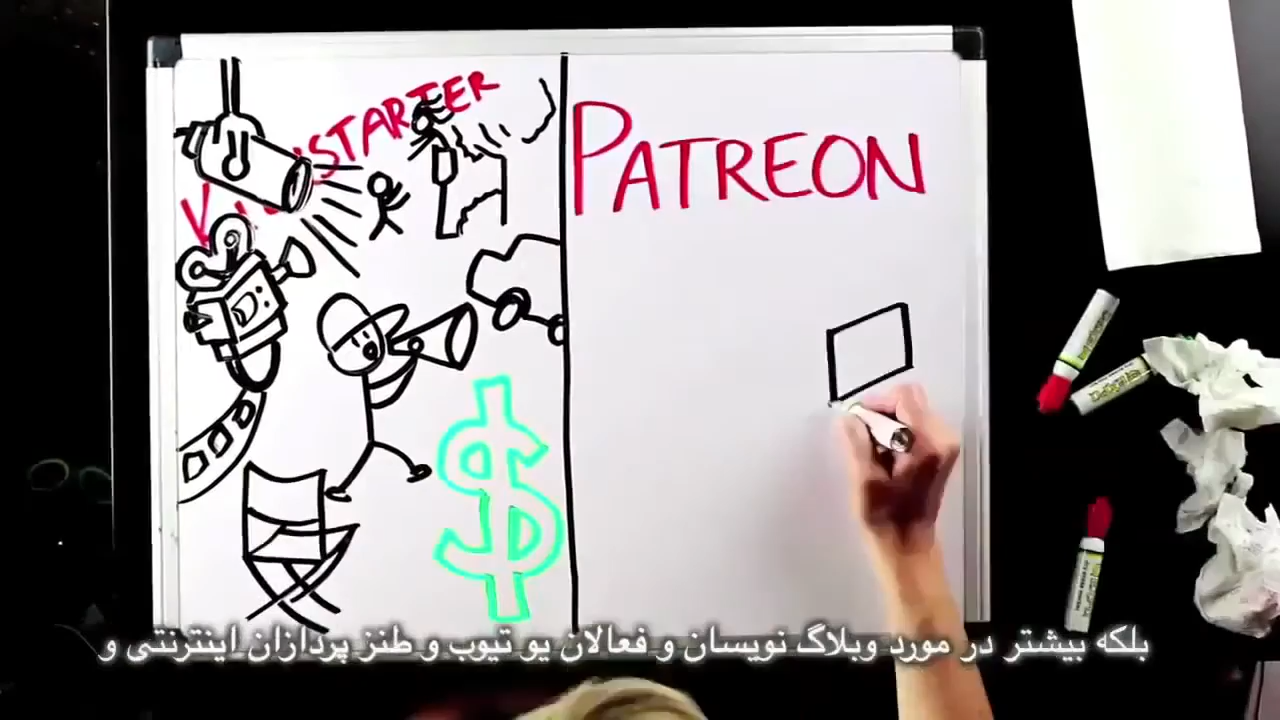 KICKSTARTER
PATREON
$
بلکه بیشتر در مورد وبلاگ نویسان و فعالان یو تیوب و طنز پردازان اینترنتی و